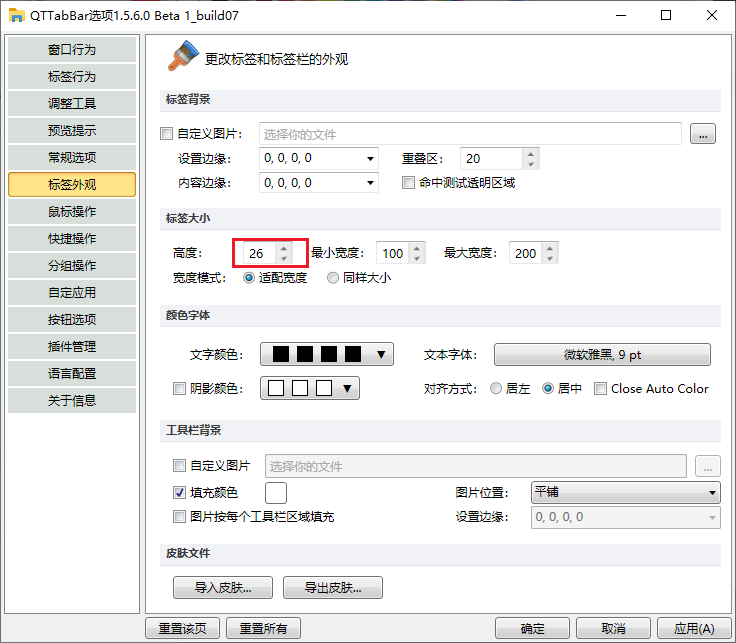 QTTabBar选项1.5.6.0 Beta 1_build07
窗口行为
标签行为
调整工具
预览提示
常规选项
标签外观
鼠标操作
快捷操作
分组操作
自定应用
按钮选项
插件管理
语言配置
关于信息
更改标签和标签栏的外观
标签背景
自定义图片: 选择你的文件 ...
设置边缘: 0, 0, 0, 0 重叠区: 20
内容边缘: 0, 0, 0, 0 命中测试透明区域
标签大小
高度: 26 最小宽度: 100 最大宽度: 200
宽度模式: 适配宽度 同样大小
颜色字体
文字颜色: 文本字体: 微软雅黑, 9 pt
阴影颜色: 对齐方式: 居左 居中 Close Auto Color
工具栏背景
自定义图片 选择你的文件 ...
填充颜色 图片位置: 平铺
图片按每个工具栏区域填充 设置边缘: 0, 0, 0, 0
皮肤文件
导入皮肤... 导出皮肤...
重置该页 重置所有 确定 取消 应用(A)